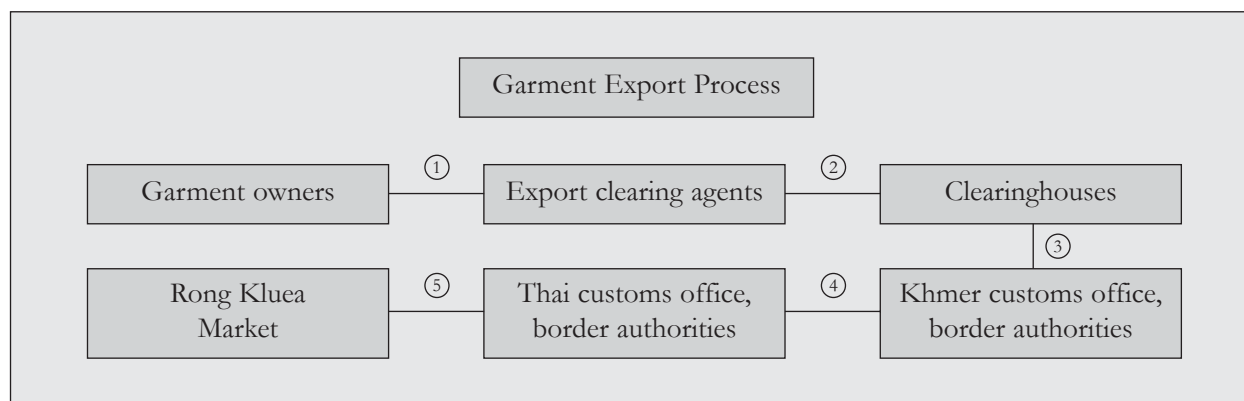 Garment Export Process
Garment owners
①
Export clearing agents
②
Clearinghouses
③
Khmer customs office,
border authorities
④
Thai customs office,
border authorities
⑤
Rong Kluea
Market